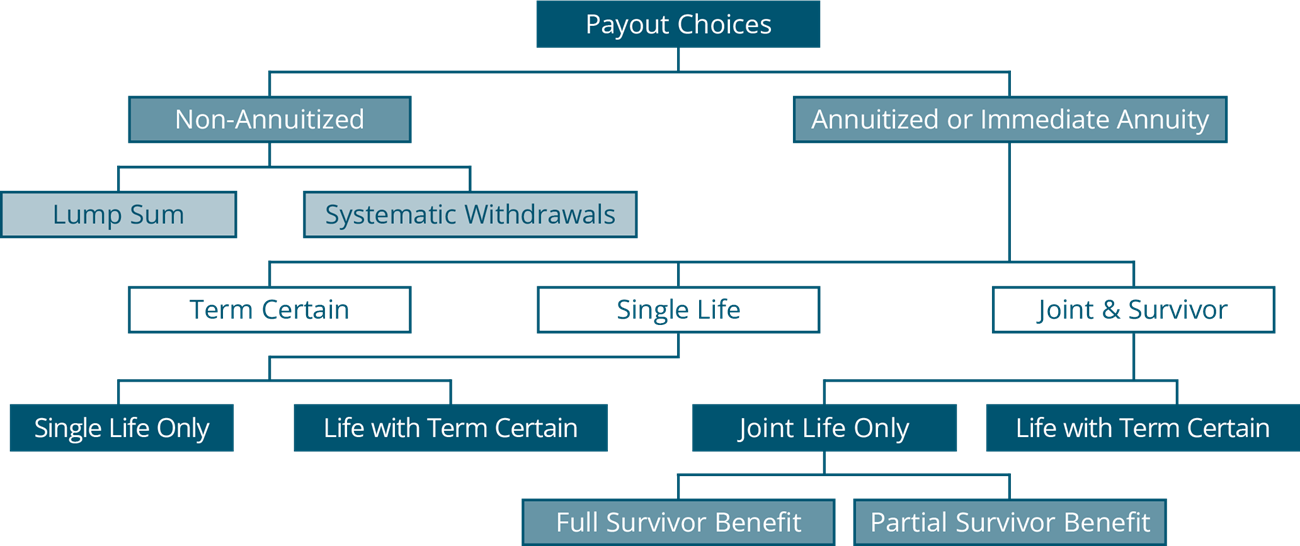 Payout Choices
Non-Annuitized
Annuitized or Immediate Annuity
Lump Sum
Systematic Withdrawals
Term Certain
Single Life
Joint & Survivor
Single Life Only
Life with Term Certain
Joint Life Only
Life with Term Certain
Full Survivor Benefit
Partial Survivor Benefit